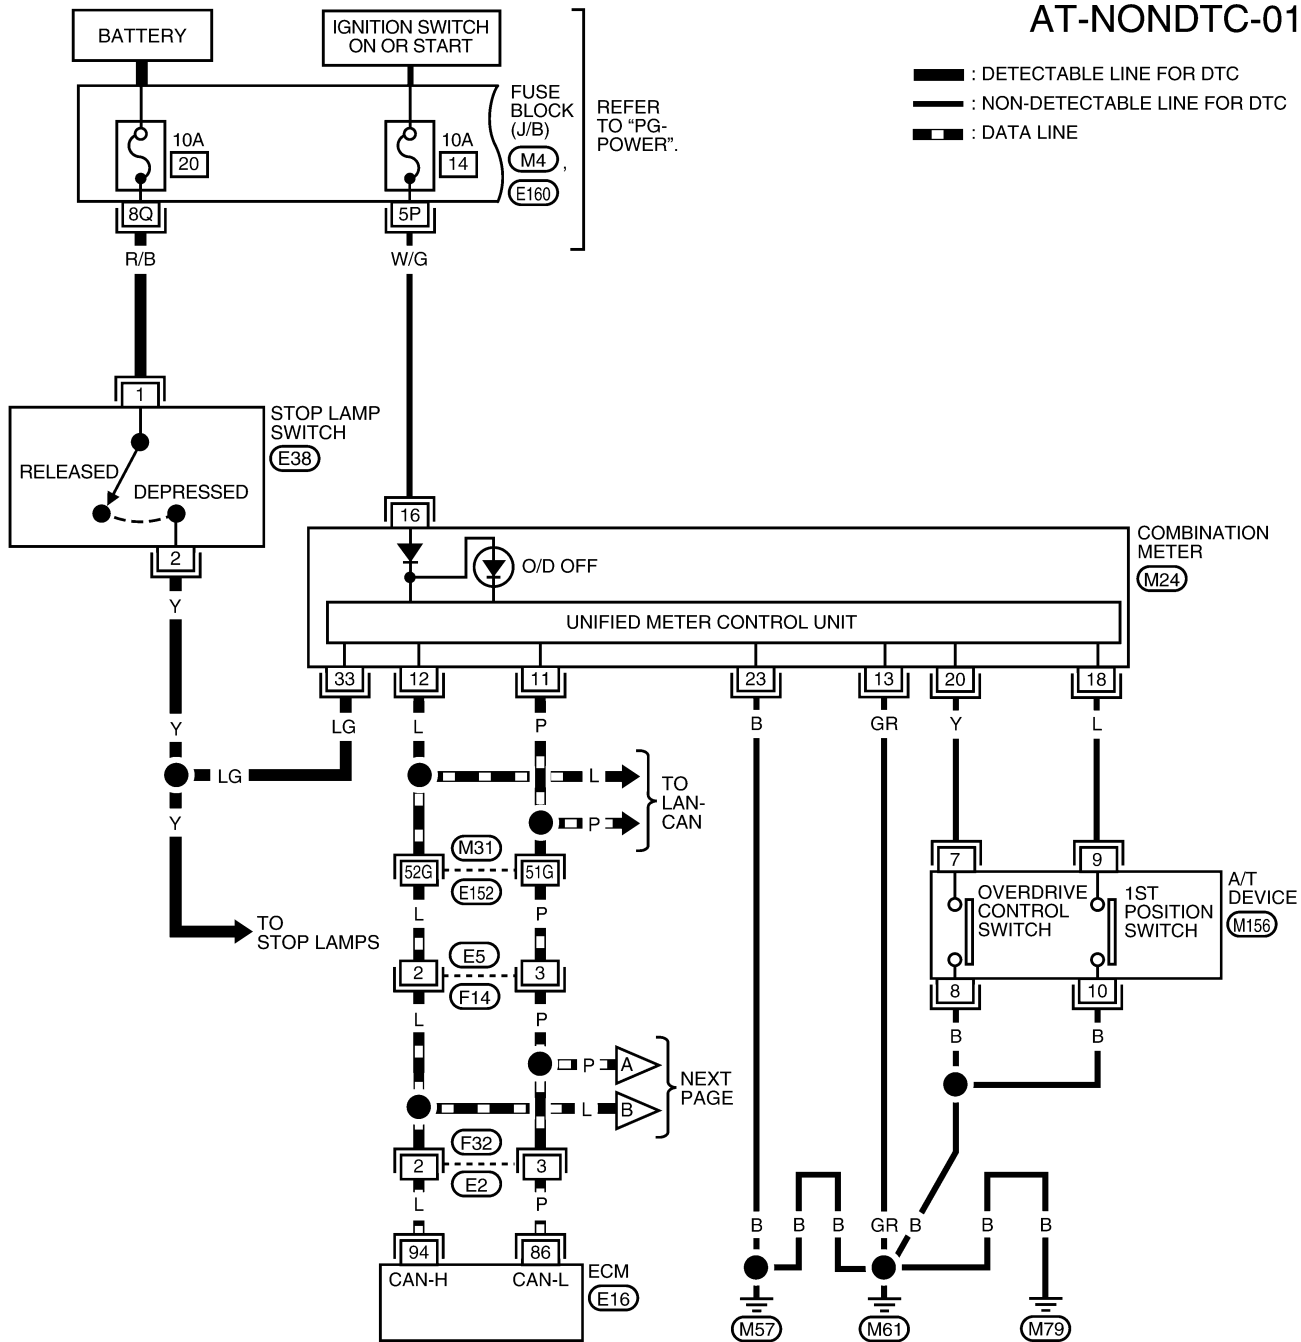 AT-NONDTC-01
BATTERY
IGNITION SWITCH
ON OR START
: DETECTABLE LINE FOR DTC
: NON-DETECTABLE LINE FOR DTC
: DATA LINE
FUSE
BLOCK
(J/B)
M4 ,
E160
REFER
TO “PG-
POWER”.
10A
20
10A
14
8Q
5P
R/B
W/G
1
STOP LAMP
SWITCH
E38
RELEASED
DEPRESSED
2
16
COMBINATION
METER
M24
O/D OFF
UNIFIED METER CONTROL UNIT
33
12
11
23
13
20
18
Y
Y
LG
L
P
B
GR
Y
L
LG
L
P
TO
LAN-
CAN
Y
M31
52G
51G
E152
7
9
A/T
DEVICE
M156
OVERDRIVE
CONTROL
SWITCH
1ST
POSITION
SWITCH
TO
STOP LAMPS
L
P
E5
2
3
F14
8
10
L
P
B
B
P
A
L
B
NEXT
PAGE
F32
2
3
E2
L
P
B
B
B
GR
B
B
B
94
86
CAN-H
CAN-L
ECM
E16
M57
M61
M79